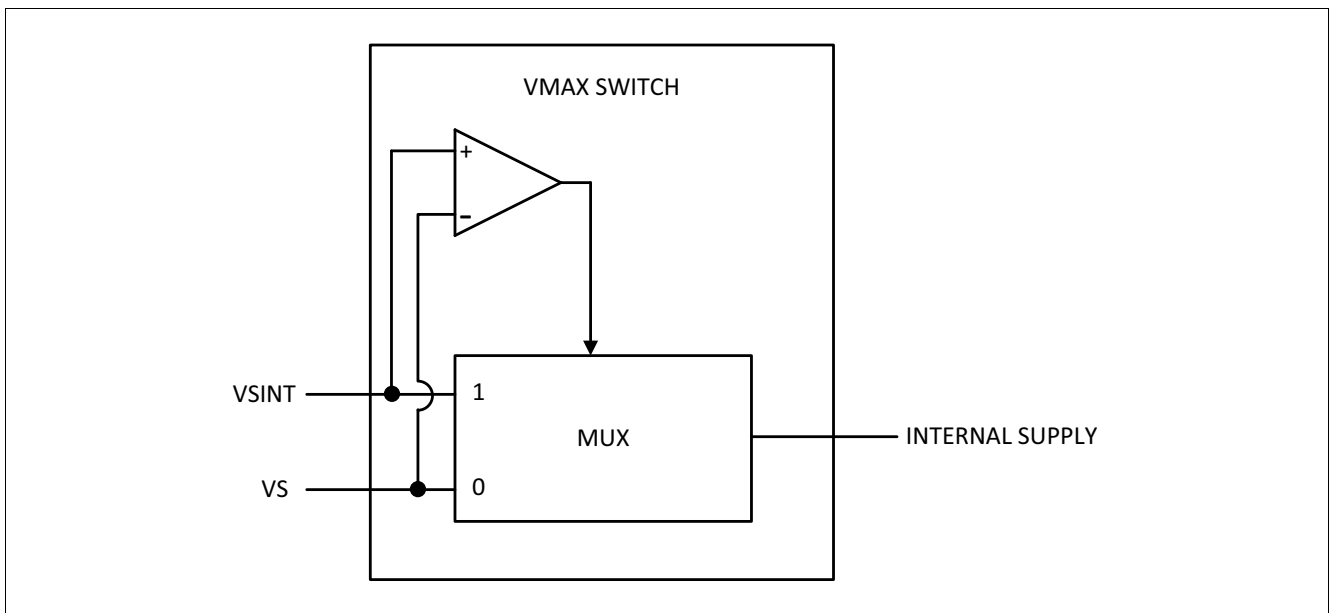 VMAX SWITCH
+
-
VSINT
1
MUX
INTERNAL SUPPLY
VS
0